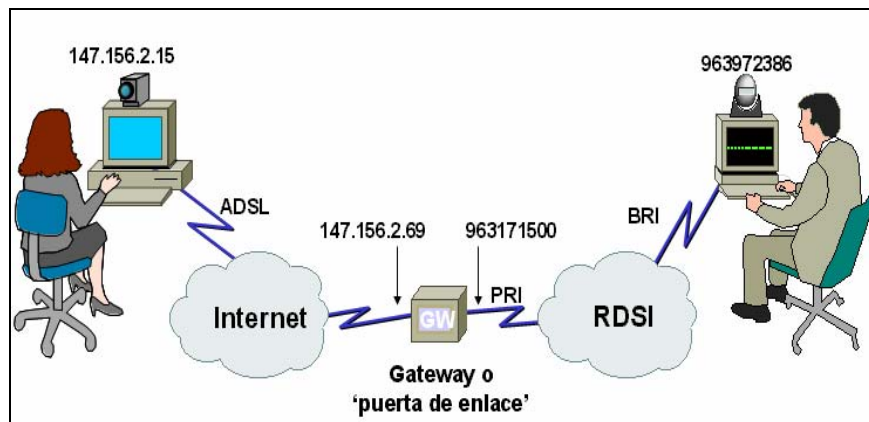 147.156.2.15
963972386
ADSL
147.156.2.69
963171500
BRI
Internet
GW
PRI
RDSI
Gateway o
‘puerta de enlace’